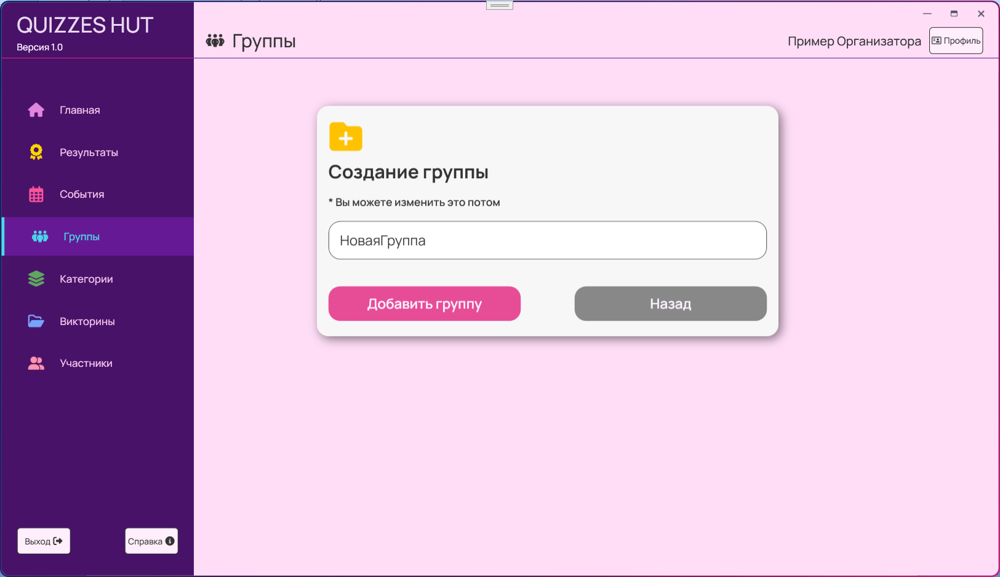 QUIZZES HUT
Версия 1.0
Группы
Пример Организатора
Профиль
Главная
Результаты
События
Группы
Категории
Викторины
Участники
Выход
Справка
Создание группы
* Вы можете изменить это потом
НоваяГруппа
Добавить группу
Назад